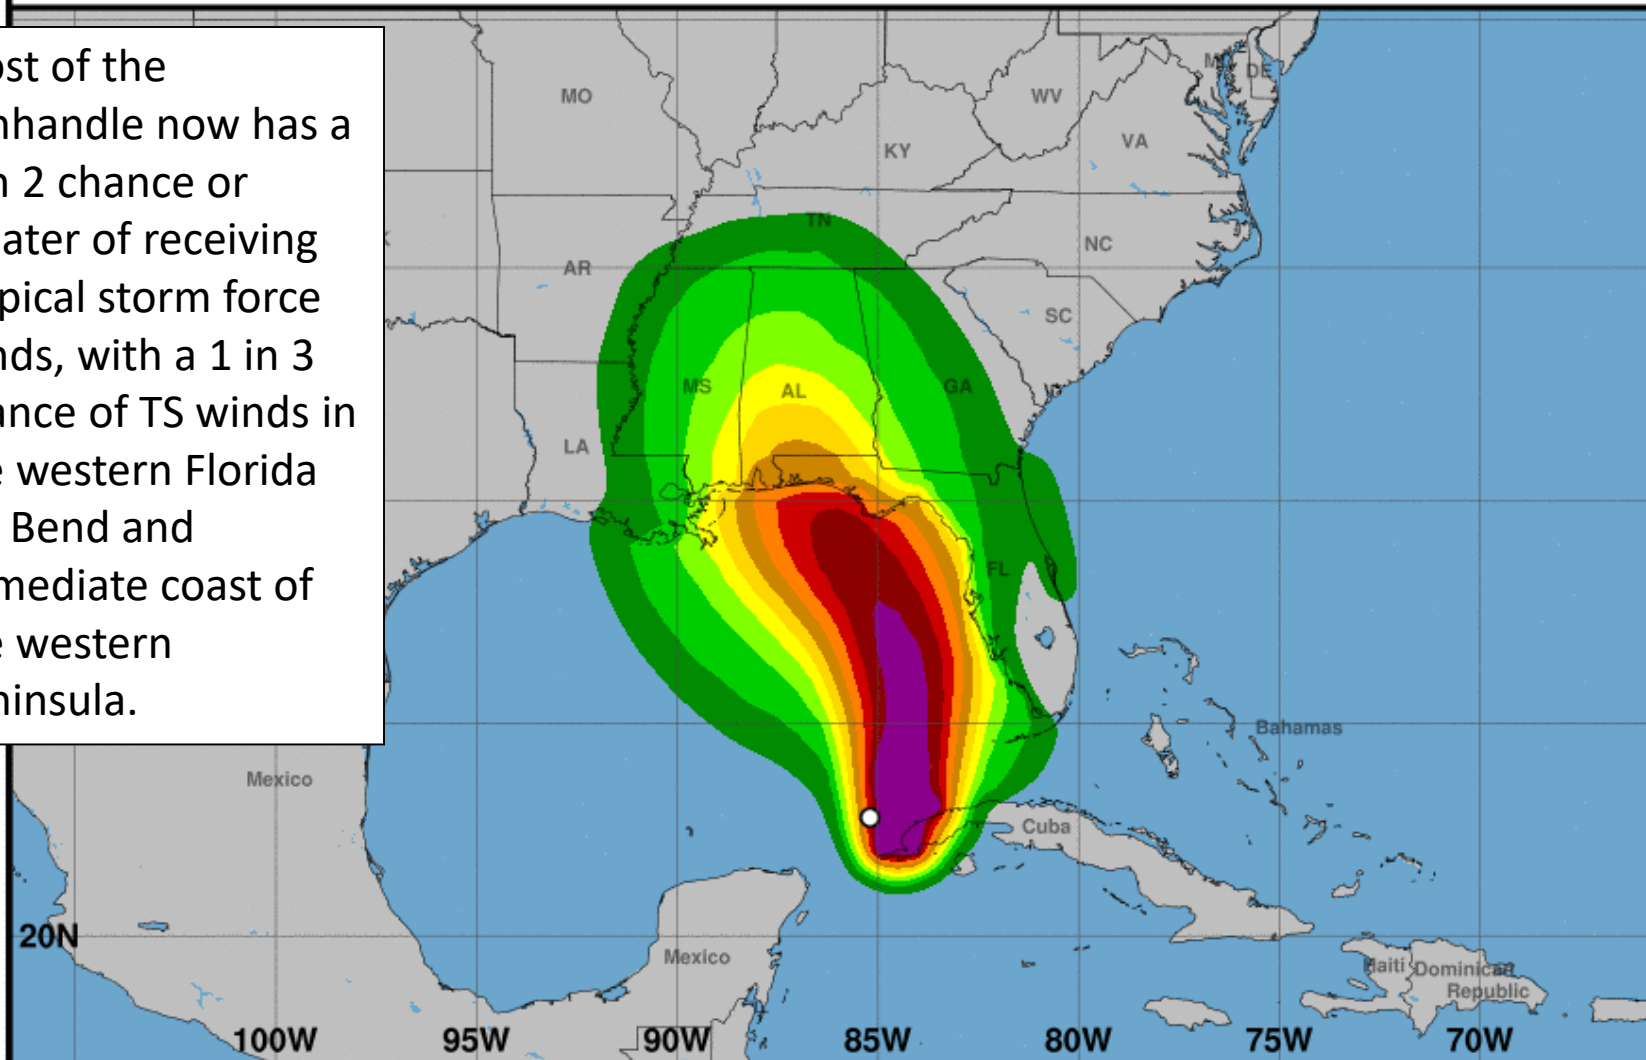 ost of the
nhandle now has a
n 2 chance or
ater of receiving
pical storm force
nds, with a 1 in 3
ance of TS winds in
e western Florida
Bend and
mediate coast of
e western
ninsula.
MO
WV
DE
VA
KY
TN
NC
AR
SC
MS
AL
GA
LA
FL
Bahamas
Mexico
Cuba
20N
Mexico
Haiti
Dominican
Republic
100W
95W
90W
85W
80W
75W
70W